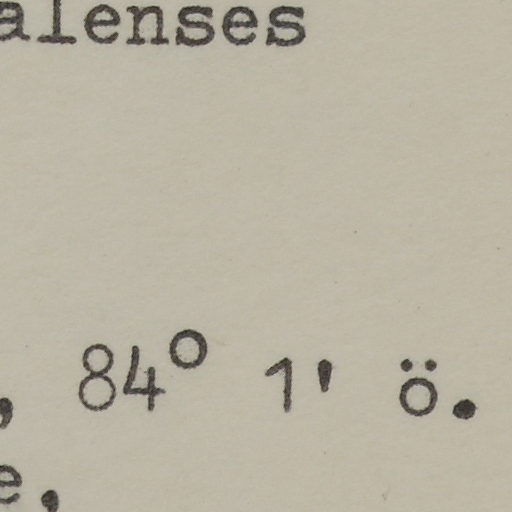 alenses
, 84° 1' ö.
e,